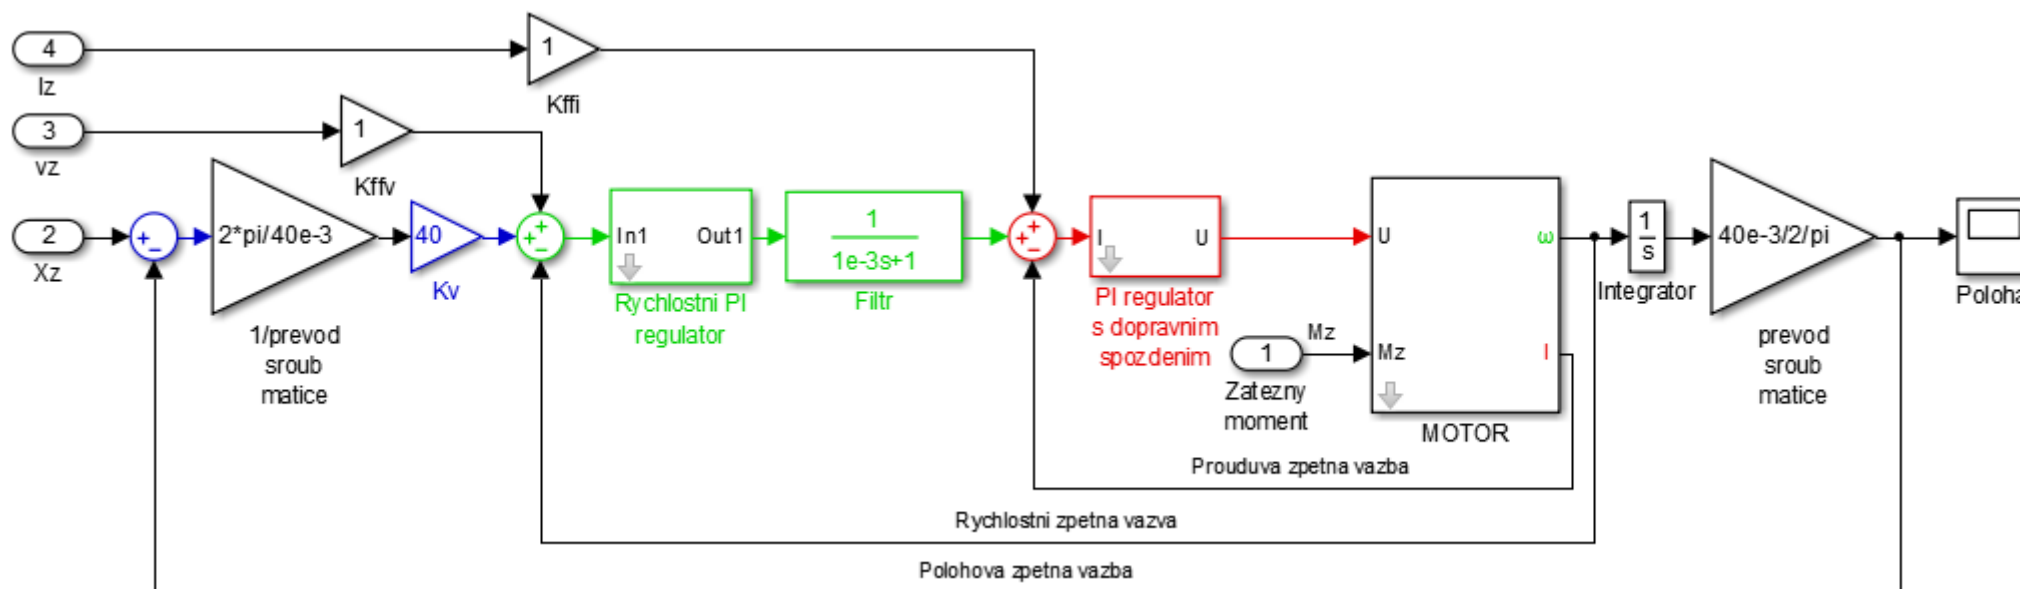 4
Iz
1
Kffi
3
vz
1
Kffv
2
Xz
+
−
2*pi/40e-3
1/prevod
sroub
matice
40
Kv
+
+
−
In1 Out1
Rychlostni PI
regulator
1
1e-3s+1
Filtr
+
+
−
I U
PI regulator
s dopravnim
spozdenim
1
Mz
Zatezny
moment
U ω
Mz I
MOTOR
1
s
Integrator
40e-3/2/pi
prevod
sroub
matice
Prouduva zpetna vazba
Rychlostni zpetna vazva
Polohova zpetna vazba